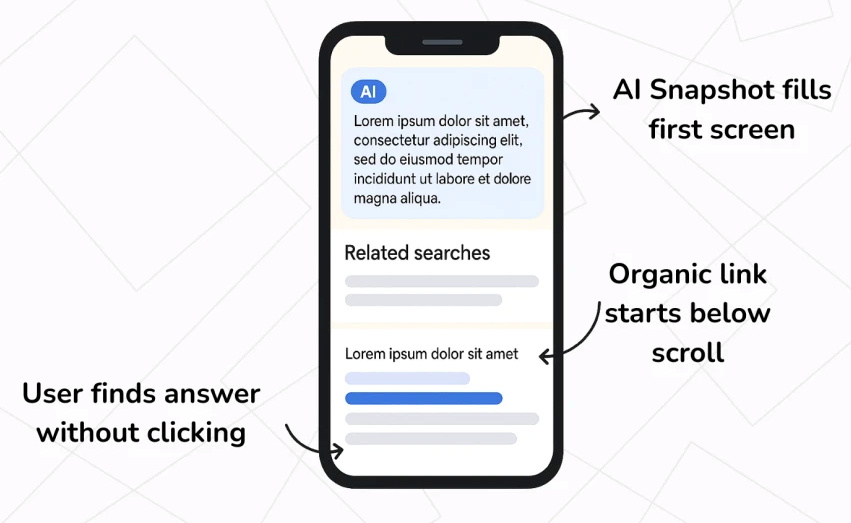 AI
Lorem ipsum dolor sit amet,
consectetur adipiscing elit,
sed do eiusmod tempor
incididunt ut labore et dolore
magna aliqua.
AI Snapshot fills
first screen
Related searches
Organic link
starts below
scroll
Lorem ipsum dolor sit amet
User finds answer
without clicking